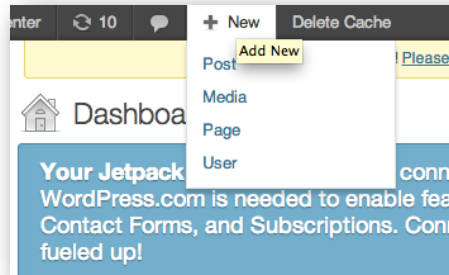 enter 10 New Delete Cache
Add New
! Please
Post
Media
Dashboa
Page
User
Your Jetpack conn
WordPress.com is needed to enable fea
Contact Forms, and Subscriptions. Conn
fueled up!